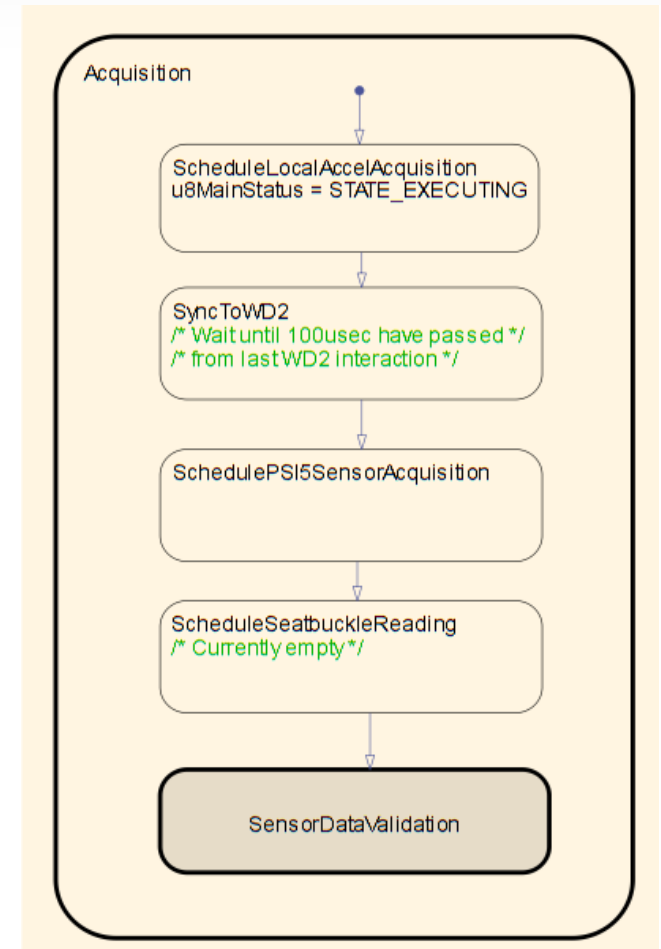 Acquisition
ScheduleLocalAccelAcquisition
u8MainStatus = STATE_EXECUTING
SyncToWD2
/* Wait until 100usec have passed */
/* from last WD2 interaction */
SchedulePSI5SensorAcquisition
ScheduleSeatbuckleReading
/* Currently empty */
SensorDataValidation